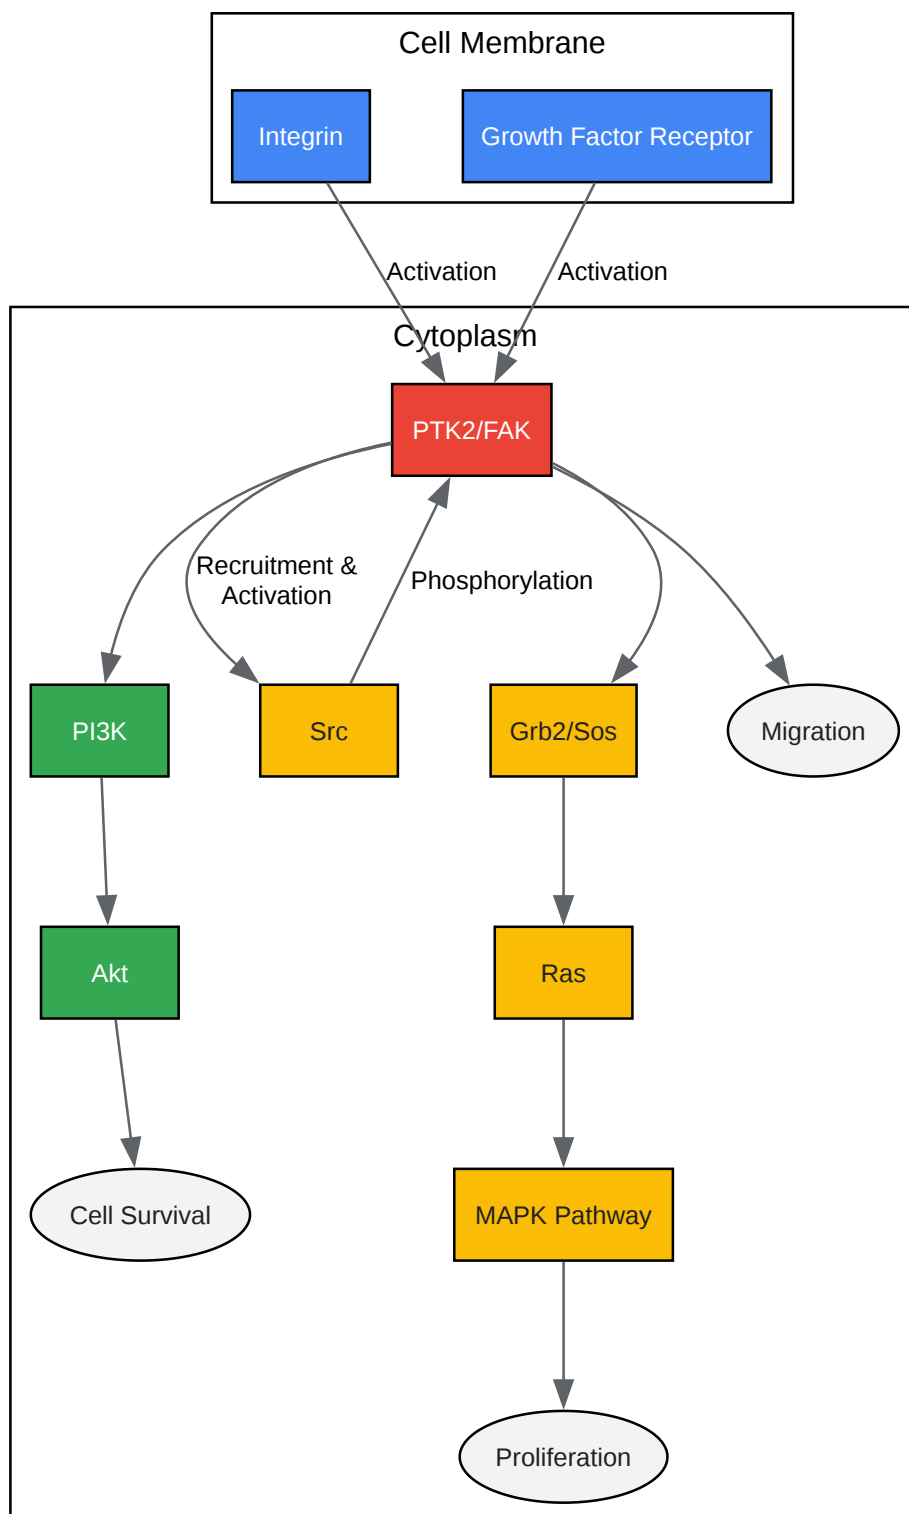 Cell Membrane
Integrin
Growth Factor Receptor
Activation
Activation
Cytoplasm
PTK2/FAK
Recruitment &
Activation
Phosphorylation
PI3K
Src
Grb2/Sos
Migration
Akt
Ras
Cell Survival
MAPK Pathway
Proliferation